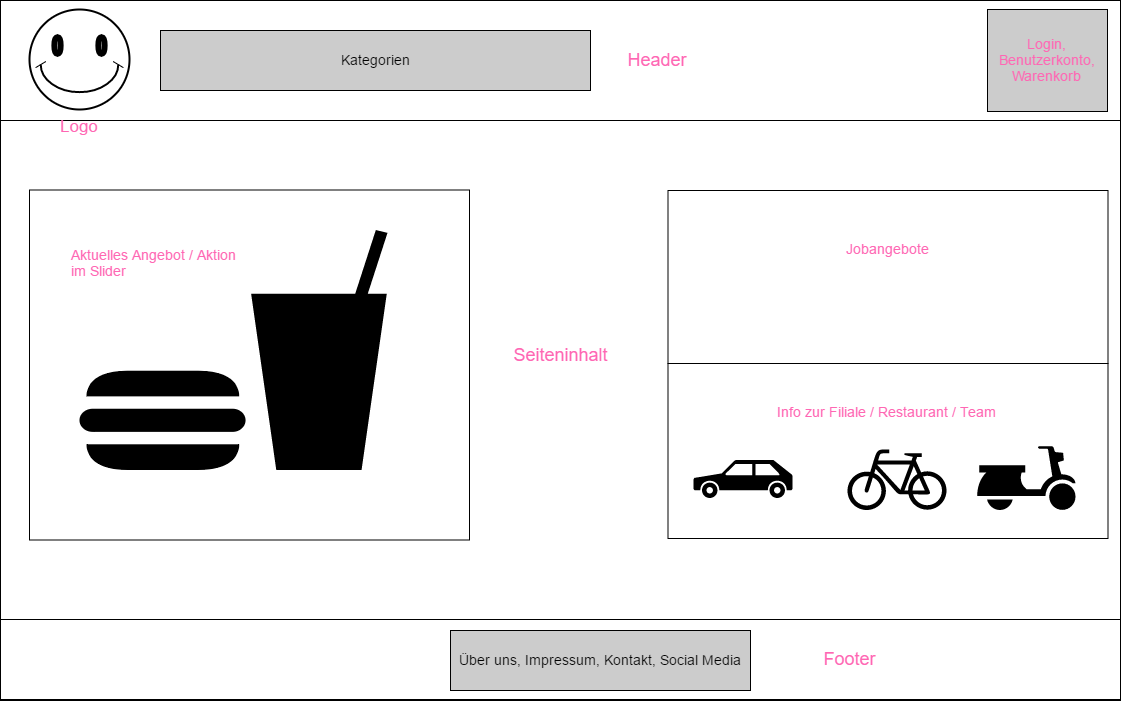 Kategorien
Header
Login,
Benutzerkonto,
Warenkorb
Logo
Aktuelles Angebot / Aktion
im Slider
Jobangebote
Seiteninhalt
Info zur Filiale / Restaurant / Team
Über uns, Impressum, Kontakt, Social Media
Footer